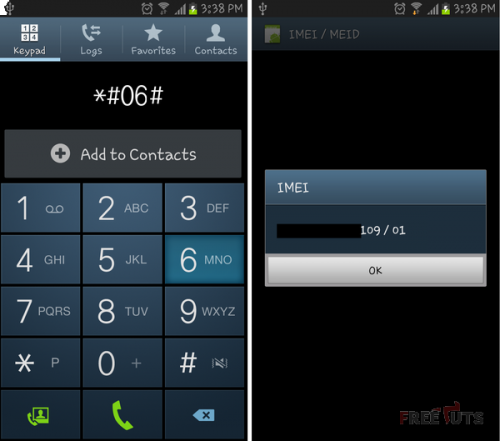 3:38 PM
Keypad Logs Favorites Contacts
*#06#
Add to Contacts
1 2 ABC 3 DEF
4 GHI 5 JKL 6 MNO
7 PQRS 8 TUV 9 WXYZ
* P 0 + #
3:38 PM
IMEI / MEID
IMEI
109 / 01
OK
FREETUTS